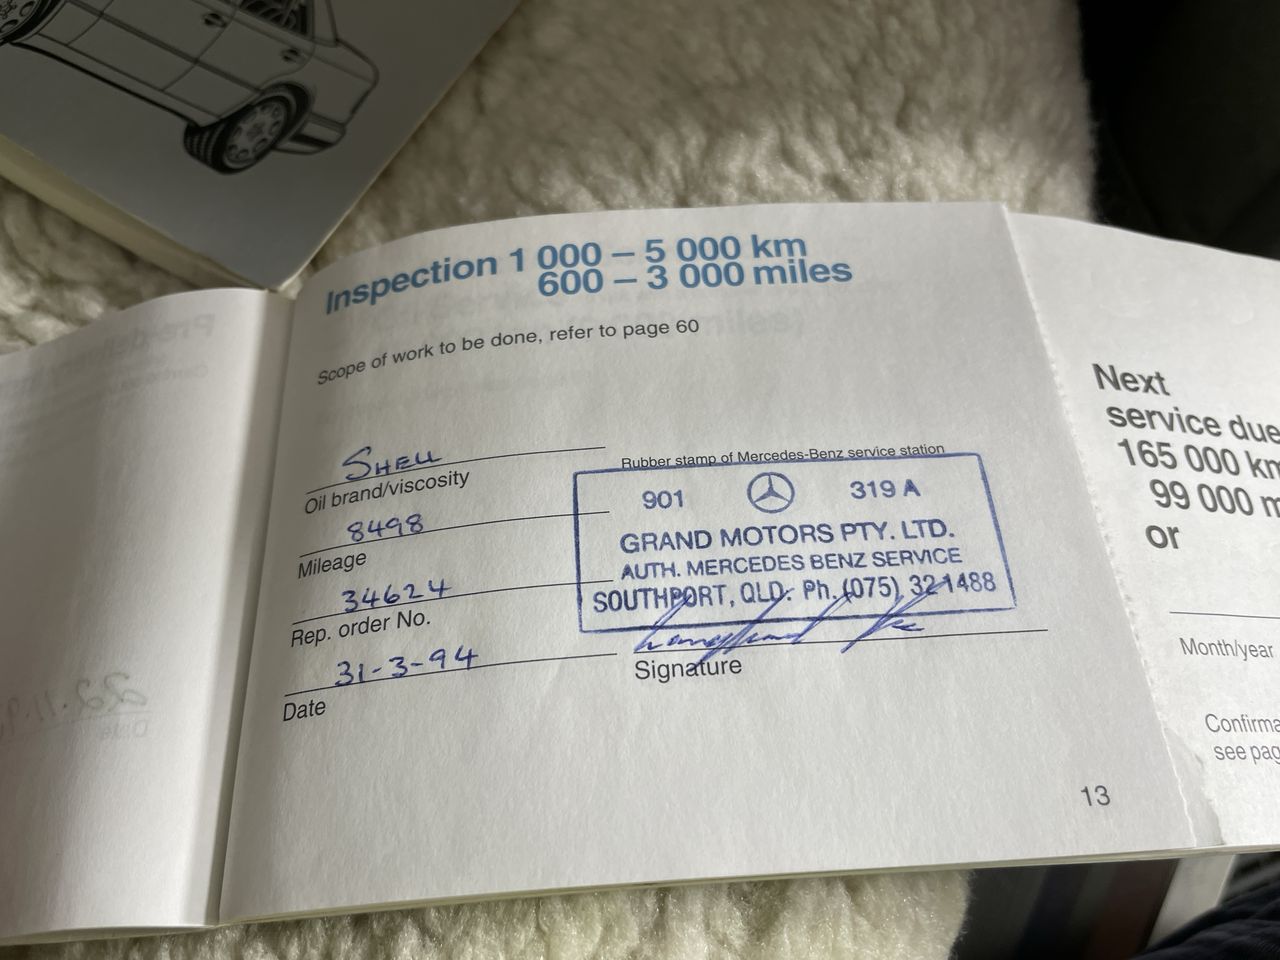 Inspection 1 000 – 5 000 km
600 – 3 000 miles
Scope of work to be done, refer to page 60
SHELL
Oil brand/viscosity
8498
Mileage
34624
Rep. order No.
31-3-94
Date
Rubber stamp of Mercedes-Benz service station
901 319 A
GRAND MOTORS PTY. LTD.
AUTH. MERCEDES BENZ SERVICE
SOUTHPORT, QLD. Ph. (075) 32 1488
Signature
13
Next
service due
165 000 km
99 000 m
or
Month/year
Confirma
see pag